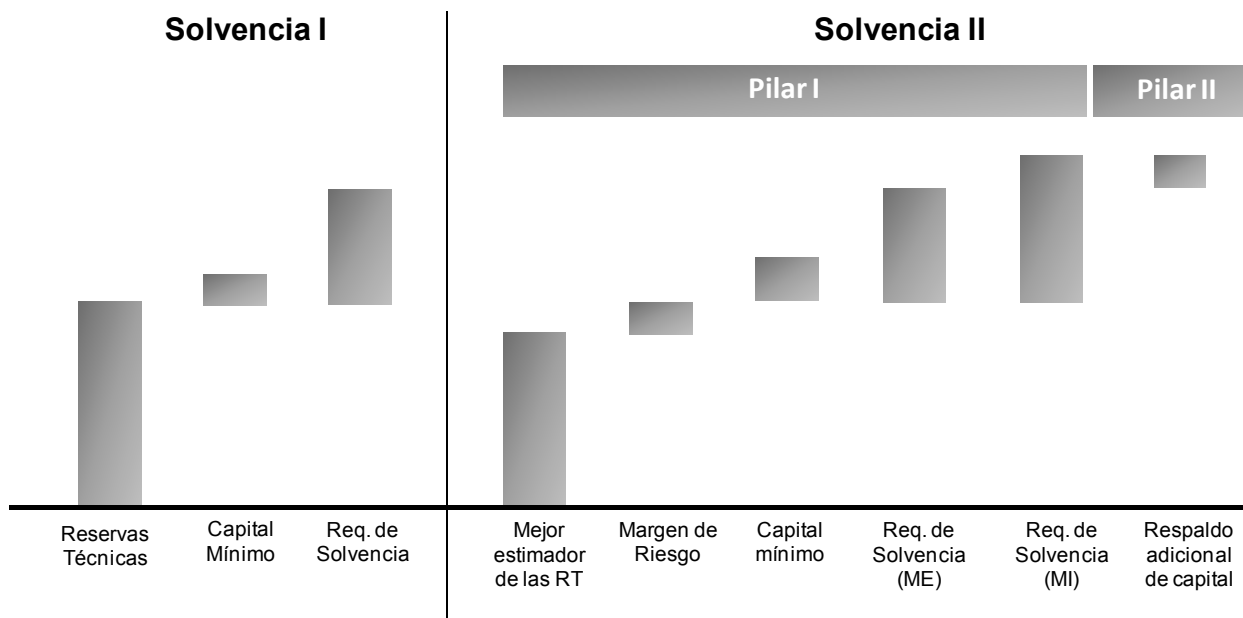 Solvencia I
Solvencia II
Pilar I
Pilar II
Reservas
Técnicas
Capital
Mínimo
Req. de
Solvencia
Mejor
estimador
de las RT
Margen de
Riesgo
Capital
mínimo
Req. de
Solvencia
(ME)
Req. de
Solvencia
(MI)
Respaldo
adicional
de capital